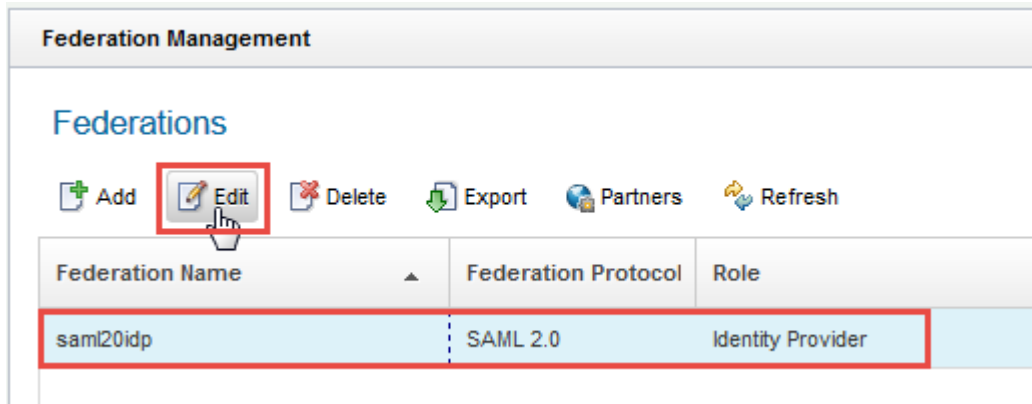 Federation Management
Federations
Add Edit Delete Export Partners Refresh
Federation Name Federation Protocol Role
saml20idp SAML 2.0 Identity Provider